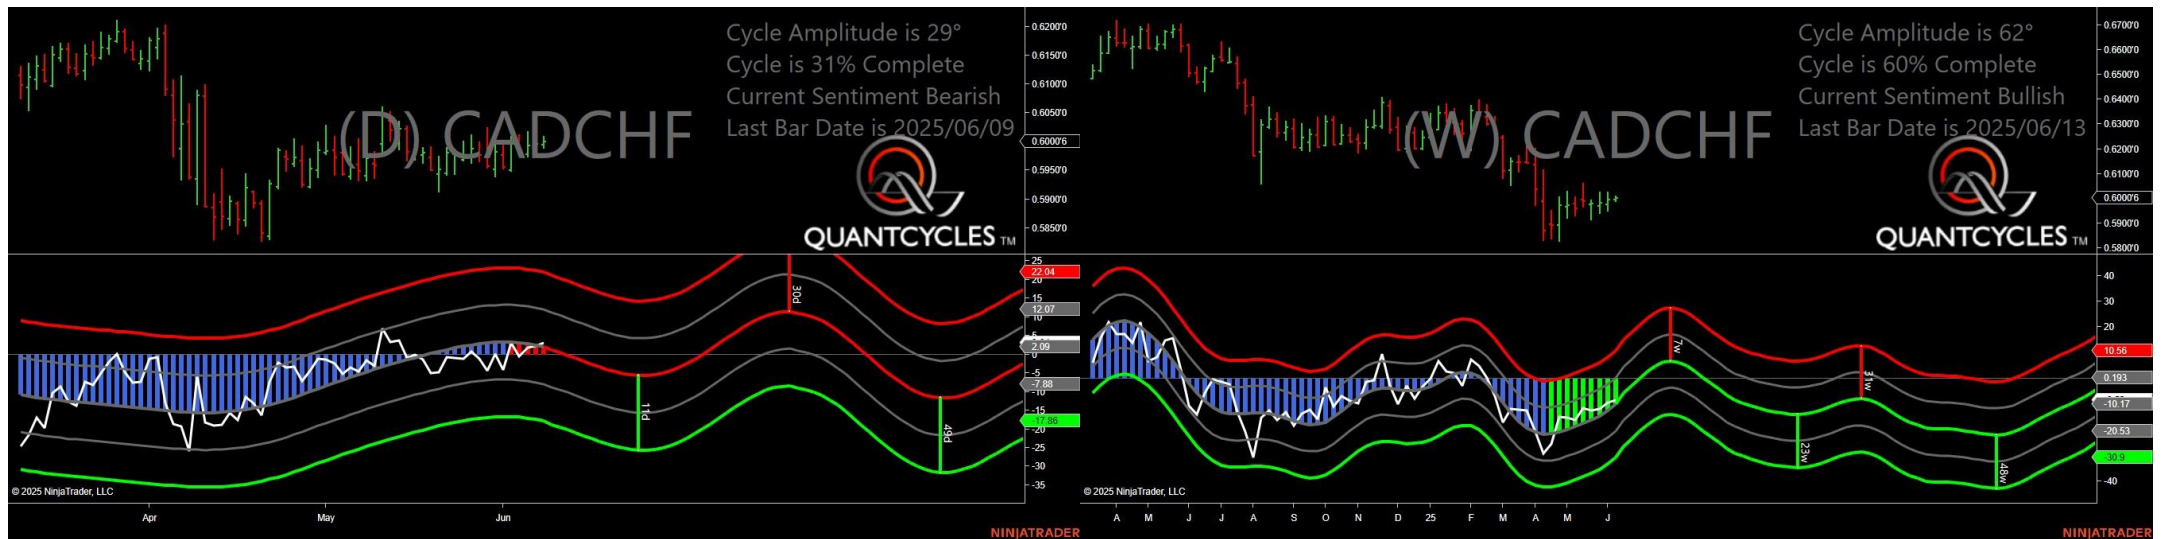 Cycle Amplitude is 29°
Cycle is 31% Complete
Current Sentiment Bearish
Last Bar Date is 2025/06/09
(D) CADCHF
QUANTCYCLES TM
0.6200'0
0.6150'0
0.6100'0
0.6050'0
0.6000'6
0.5950'0
0.5900'0
0.5850'0
25
22.04
20
15
12.07
10
5
2.09
0
-5
-7.88
-10
-15
-17.86
-20
-25
-30
-35
30d
11d
49d
© 2025 NinjaTrader, LLC
Apr May Jun
NINJATRADER
Cycle Amplitude is 62°
Cycle is 60% Complete
Current Sentiment Bullish
Last Bar Date is 2025/06/13
(W) CADCHF
QUANTCYCLES TM
0.6700'0
0.6600'0
0.6500'0
0.6400'0
0.6300'0
0.6200'0
0.6100'0
0.6000'6
0.5900'0
0.5800'0
40
30
20
10.56
0.193
-10.17
-20.53
-30.9
-40
7w
31w
23w
48w
© 2025 NinjaTrader, LLC
A M J J A S O N D 25 F M A M J
NINJATRADER